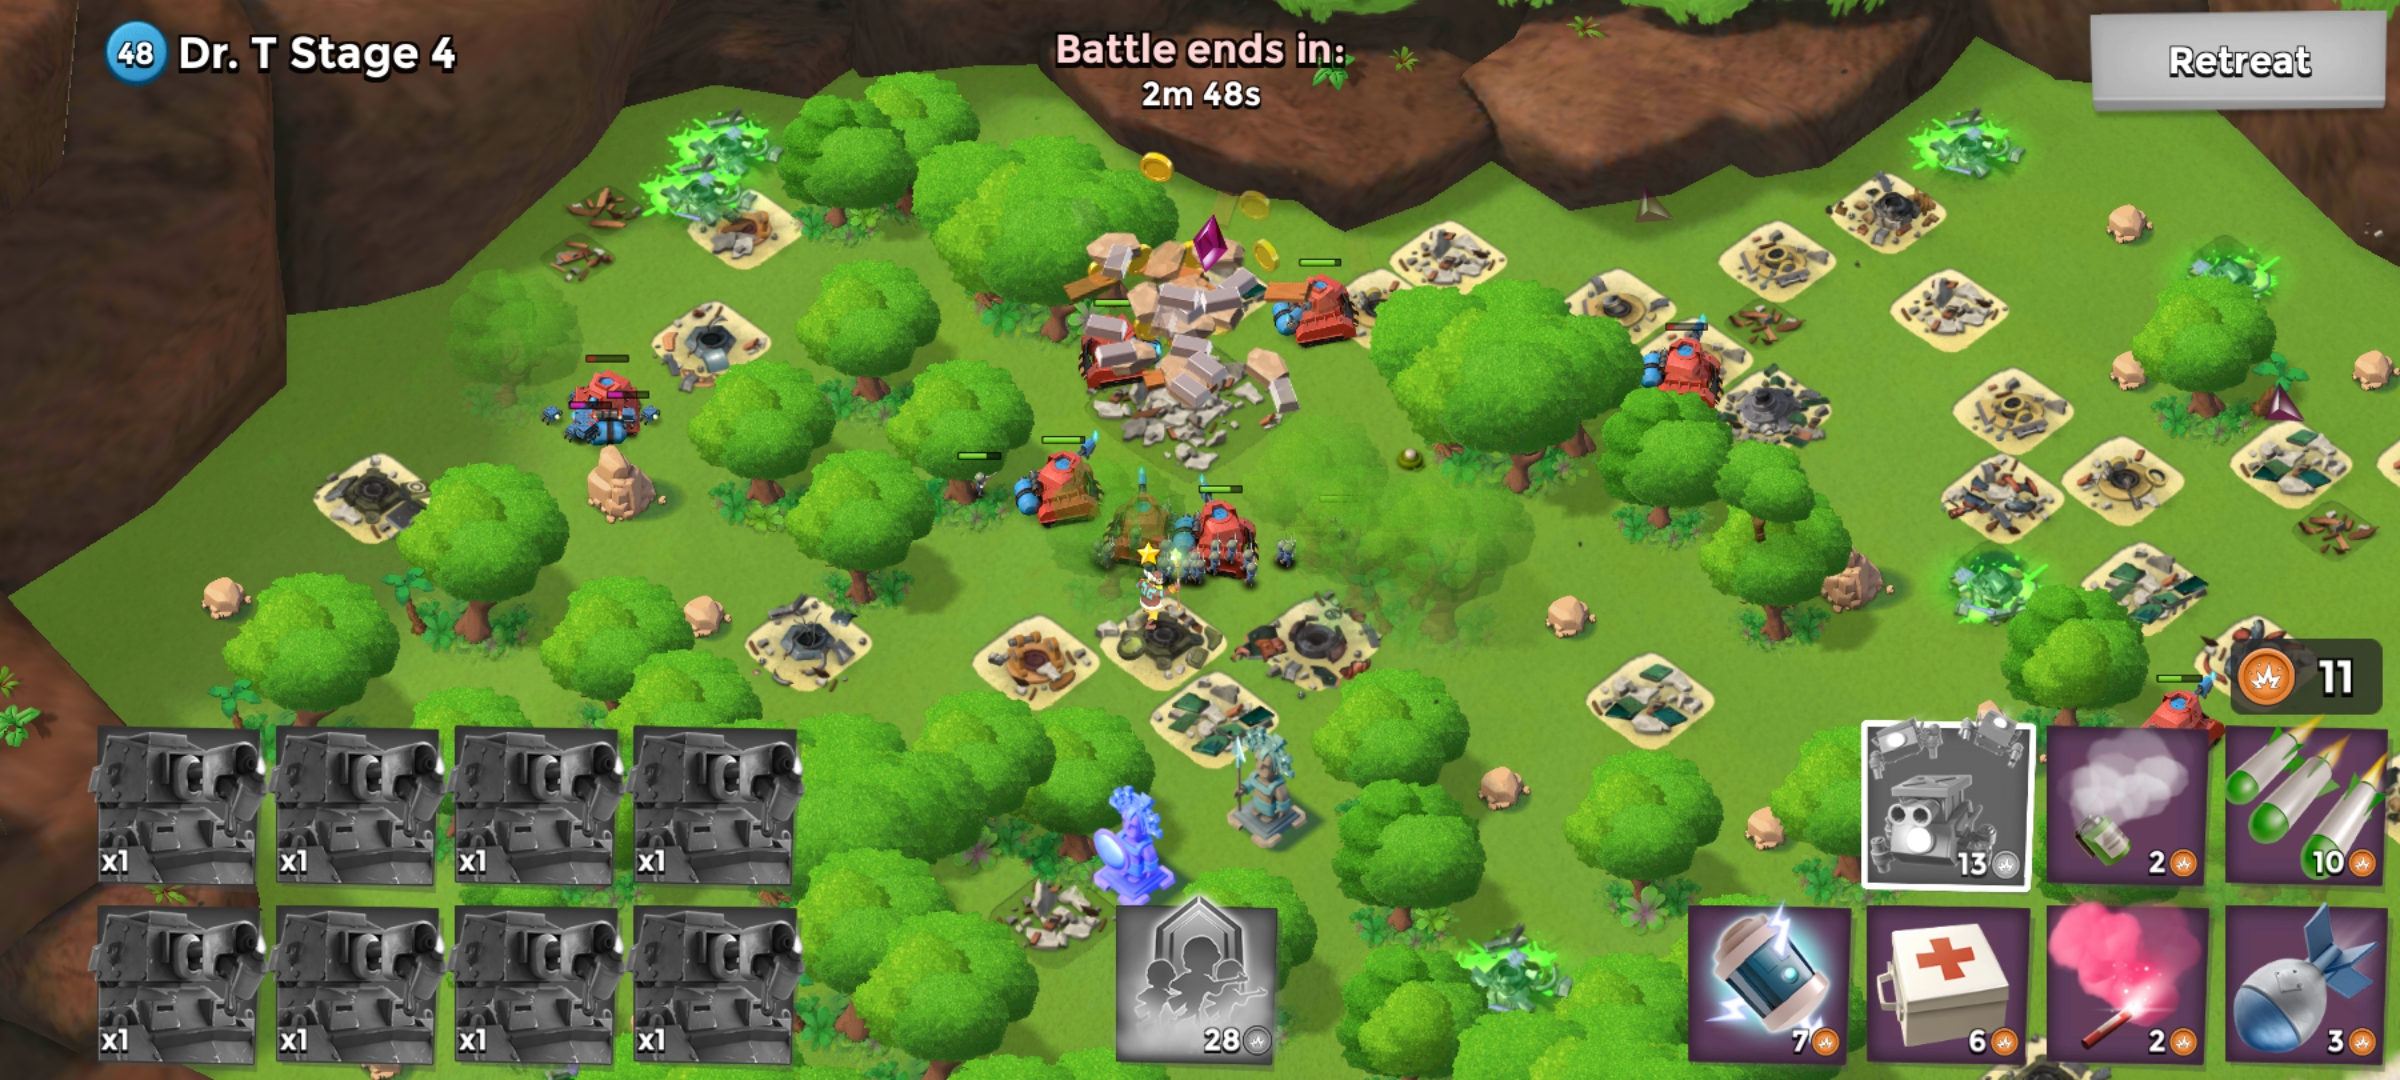 48 Dr. T Stage 4
Battle ends in:
2m 48s
Retreat
11
x1 x1 x1 x1
13 2 10
x1 x1 x1 x1
28
7 6 2 3